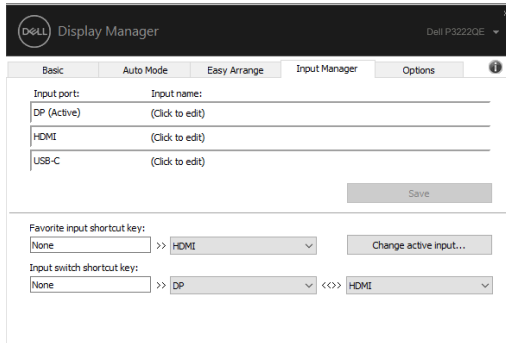 DELL Display Manager Dell P3222QE
Basic Auto Mode Easy Arrange Input Manager Options i
Input port: Input name:
DP (Active) (Click to edit)
HDMI (Click to edit)
USB-C (Click to edit)
Save
Favorite input shortcut key:
None >> HDMI Change active input...
Input switch shortcut key:
None >> DP <<>> HDMI